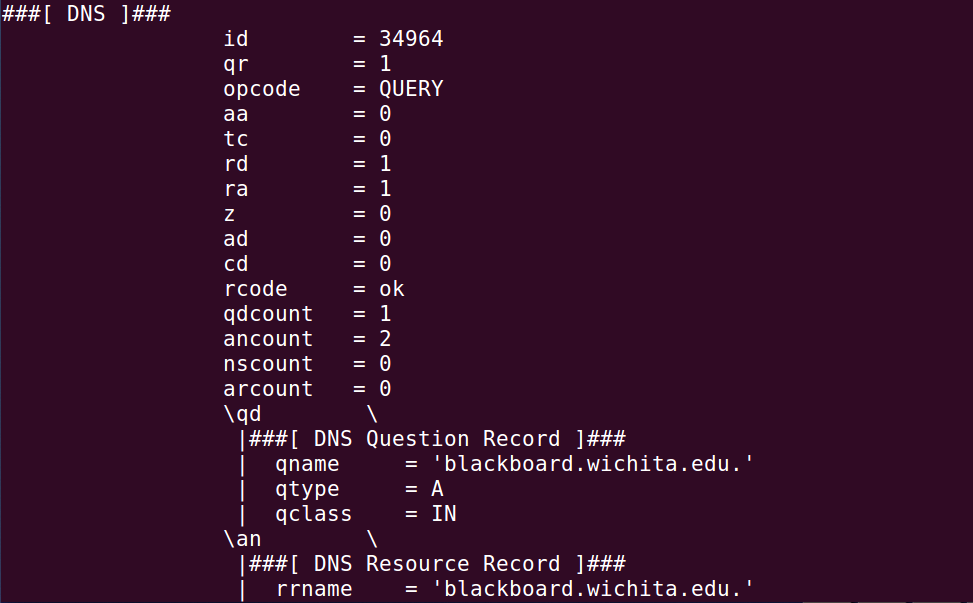 ###[ DNS ]###
id        = 34964
qr        = 1
opcode    = QUERY
aa        = 0
tc        = 0
rd        = 1
ra        = 1
z         = 0
ad        = 0
cd        = 0
rcode     = ok
qdcount   = 1
ancount   = 2
nscount   = 0
arcount   = 0
\qd        \
|###[ DNS Question Record ]###
|  qname     = 'blackboard.wichita.edu.'
|  qtype     = A
|  qclass    = IN
\an        \
|###[ DNS Resource Record ]###
|  rrname    = 'blackboard.wichita.edu.'